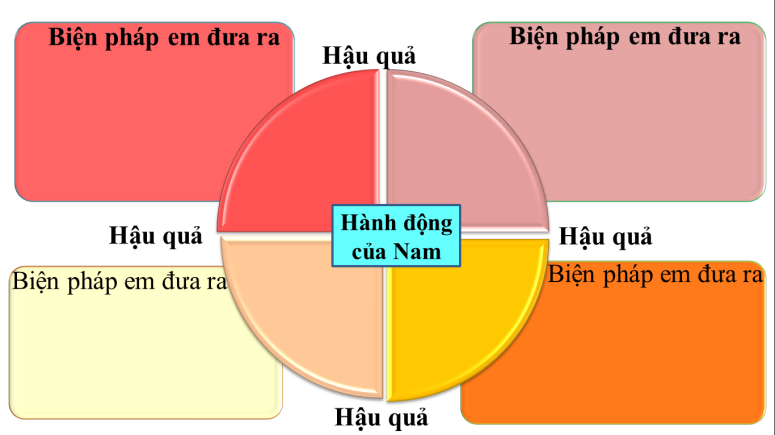 Biện pháp em đưa ra
Biện pháp em đưa ra
Hậu quả
Hậu quả
Hành động
của Nam
Hậu quả
Biện pháp em đưa ra
Biện pháp em đưa ra
Hậu quả